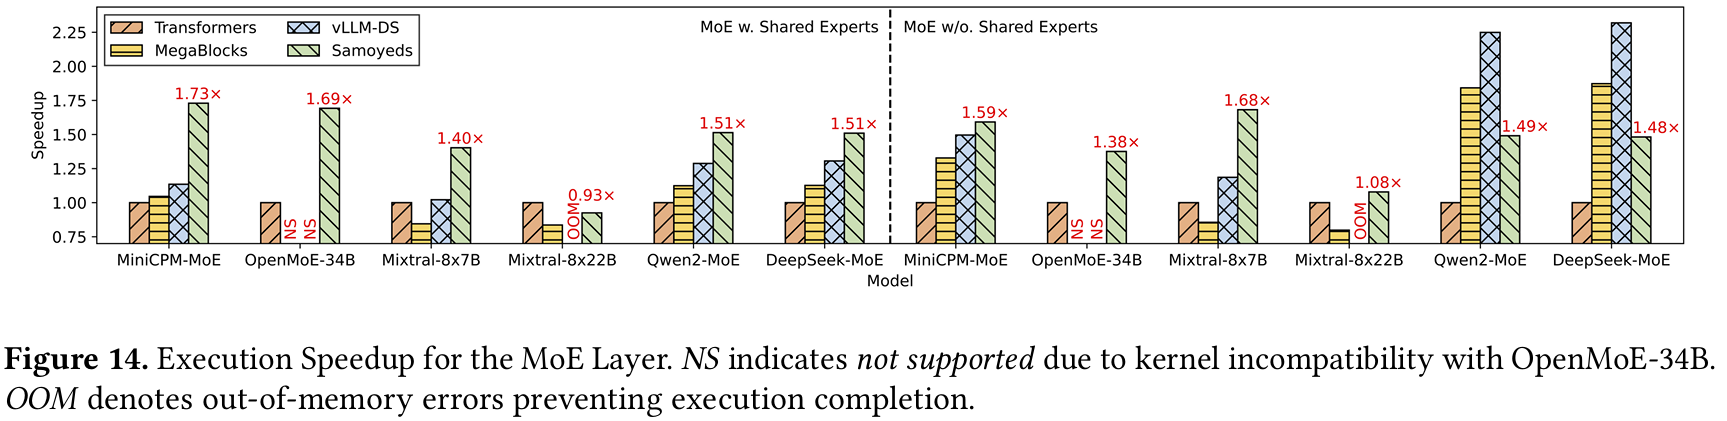 Transformers
MegaBlocks
vLLM-DS
Samoyeds
MoE w. Shared Experts
MoE w/o. Shared Experts
Speedup
2.25
2.00
1.75
1.50
1.25
1.00
0.75
1.73×
NS
NS
1.69×
1.40×
OOM
0.93×
1.51×
1.51×
1.59×
NS
NS
1.38×
1.68×
OOM
1.08×
1.49×
1.48×
MiniCPM-MoE
OpenMoE-34B
Mixtral-8x7B
Mixtral-8x22B
Qwen2-MoE
DeepSeek-MoE
MiniCPM-MoE
OpenMoE-34B
Mixtral-8x7B
Mixtral-8x22B
Qwen2-MoE
DeepSeek-MoE
Model
Figure 14. Execution Speedup for the MoE Layer. NS indicates not supported due to kernel incompatibility with OpenMoE-34B.
OOM denotes out-of-memory errors preventing execution completion.